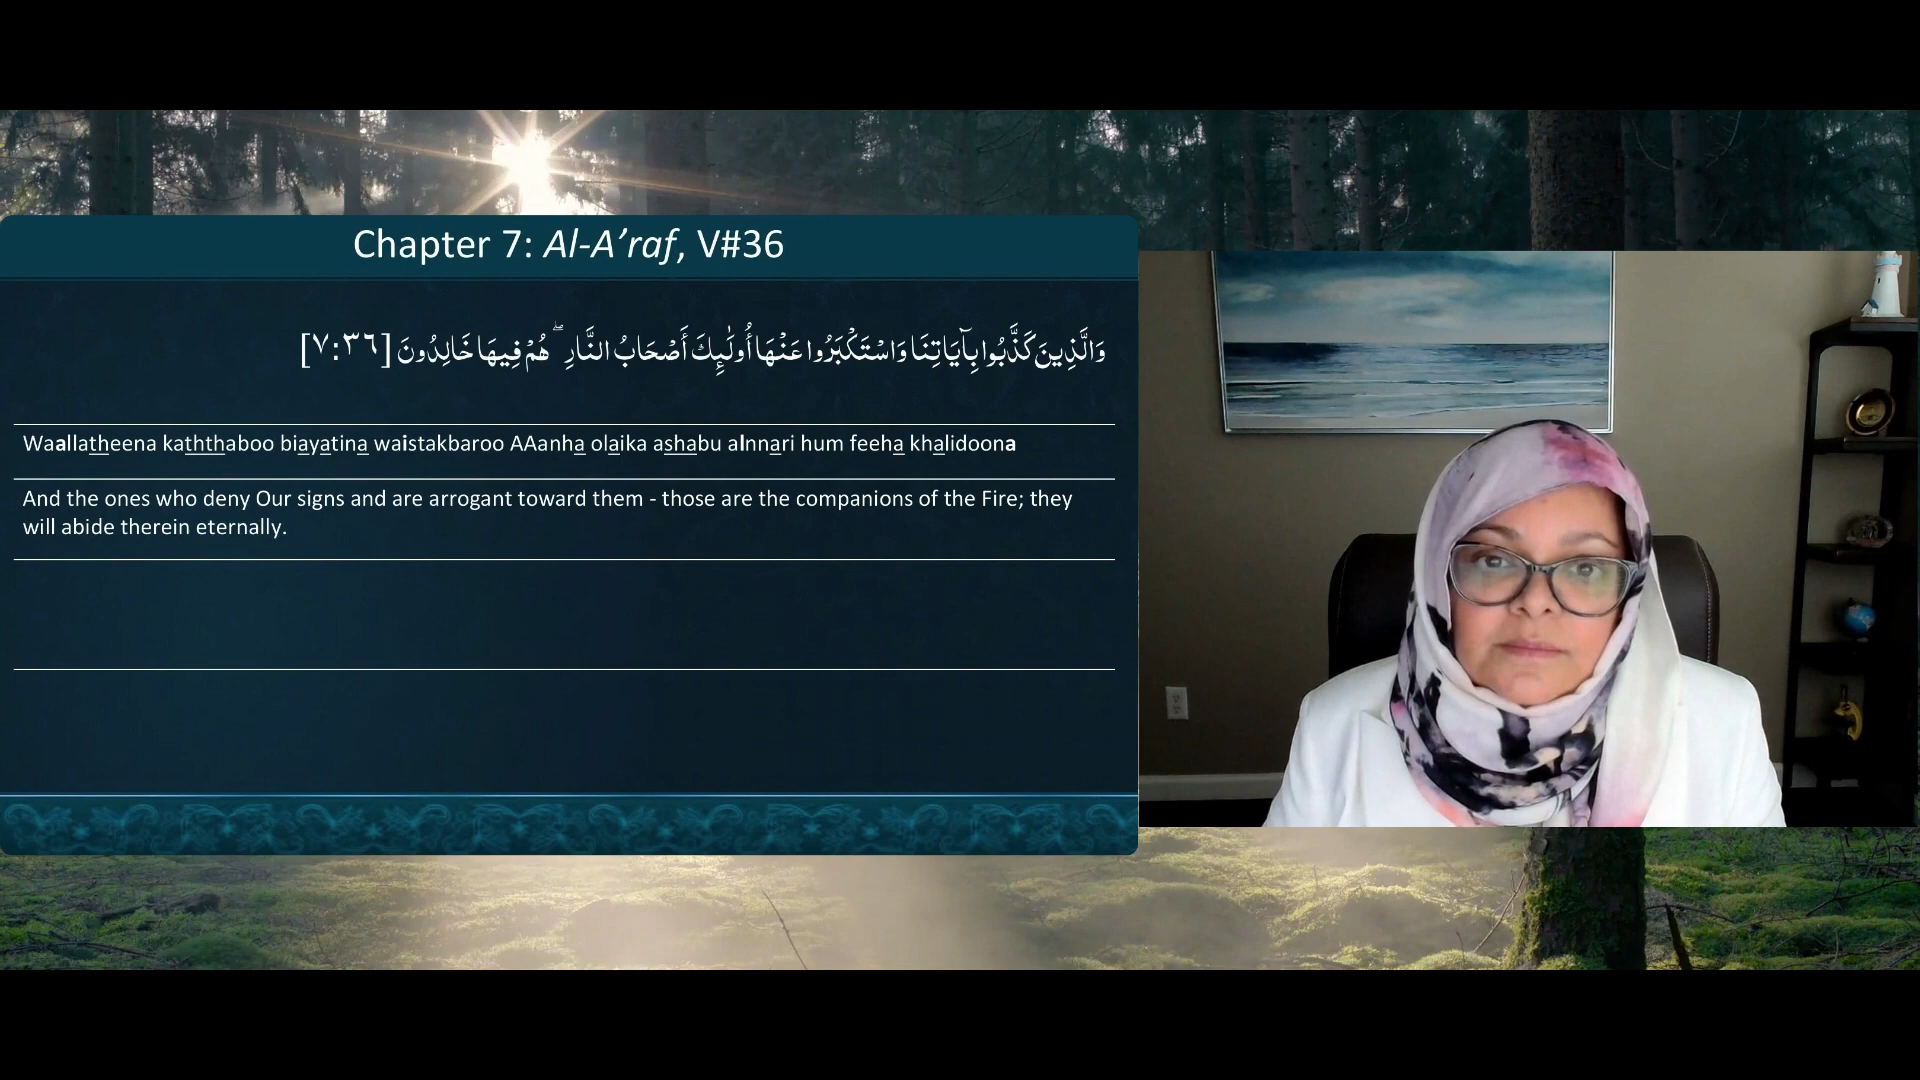 Chapter 7: Al-A’raf, V#36
وَالَّذِينَ كَذَّبُوا بِآيَاتِنَا وَاسْتَكْبَرُوا عَنْهَا أُولَٰئِكَ أَصْحَابُ النَّارِ ۖ هُمْ فِيهَا خَالِدُونَ [٧:٣٦]
Waallatheena kaththaboo biayatina waistakbaroo AAanha olaika ashabu alnnari hum feeha khalidoona
And the ones who deny Our signs and are arrogant toward them - those are the companions of the Fire; they
will abide therein eternally.